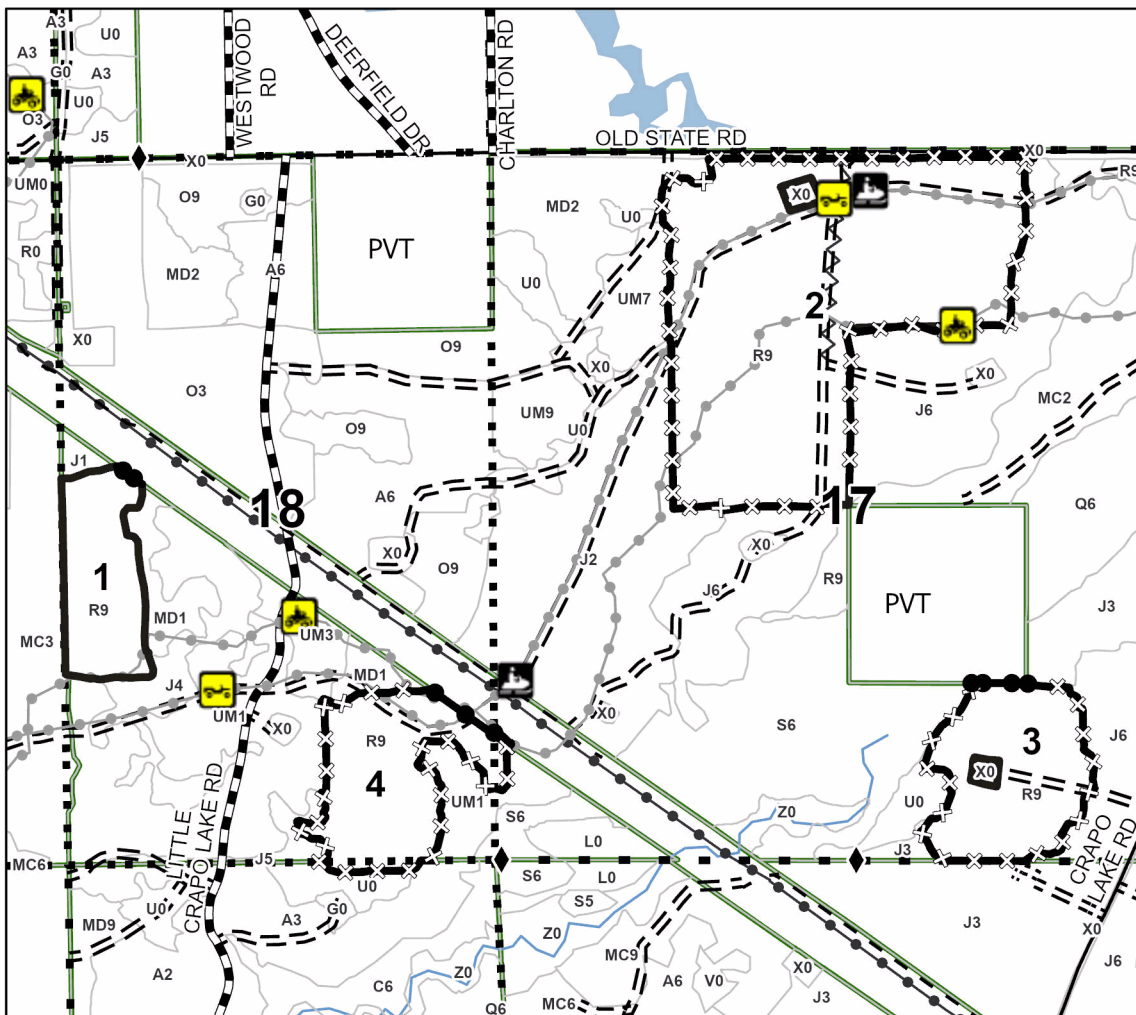 A3
U0
A3
G0
A3
U0
O3
J5
WESTWOOD
RD
DEERFIELD DR
CHARLTON RD
OLD STATE RD
X0
X0
UM0
O9
G0
MD2
U0
X0
R9
R0
MD2
A6
PVT
U0
UM7
2
X0
O9
X0
R9
X0
O3
O9
UM9
U0
J6
MC2
J1
18
A6
17
Q6
X0
O9
J2
X0
1
R9
MD1
J6
R9
PVT
J3
MC3
UM3
J4
MD1
UM1
X0
R9
X0
S6
3
J6
4
UM1
X0
R9
U0
LITTLE
CRAPO LAKE RD
S6
Z0
CRAPO
LAKE RD
MC6
J5
L0
J3
U0
S6
L0
MD9
U0
A3
G0
S5
J3
X0
Z0
A2
C6
Z0
MC9
A6
V0
X0
J6
Q6
MC6
J3